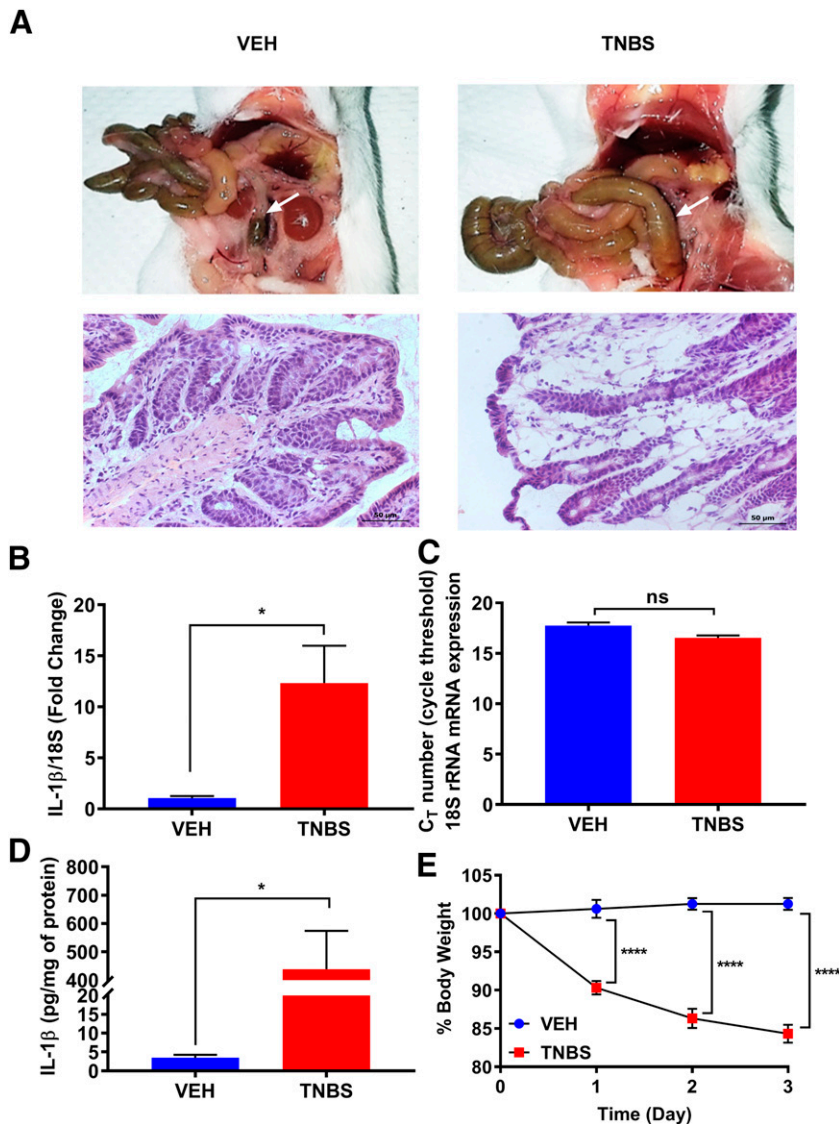 A
VEH
TNBS
50 µm
50 µm
B
IL-1β/18S (Fold Change)
20
15
10
5
0
*
VEH
TNBS
C
C_T number (cycle threshold)
18S rRNA mRNA expression
20
15
10
5
0
ns
VEH
TNBS
D
IL-1β (pg/mg of protein)
800
700
600
500
400
20
15
10
5
0
*
VEH
TNBS
E
% Body Weight
105
100
95
90
85
80
****
****
****
VEH
TNBS
0
1
2
3
Time (Day)